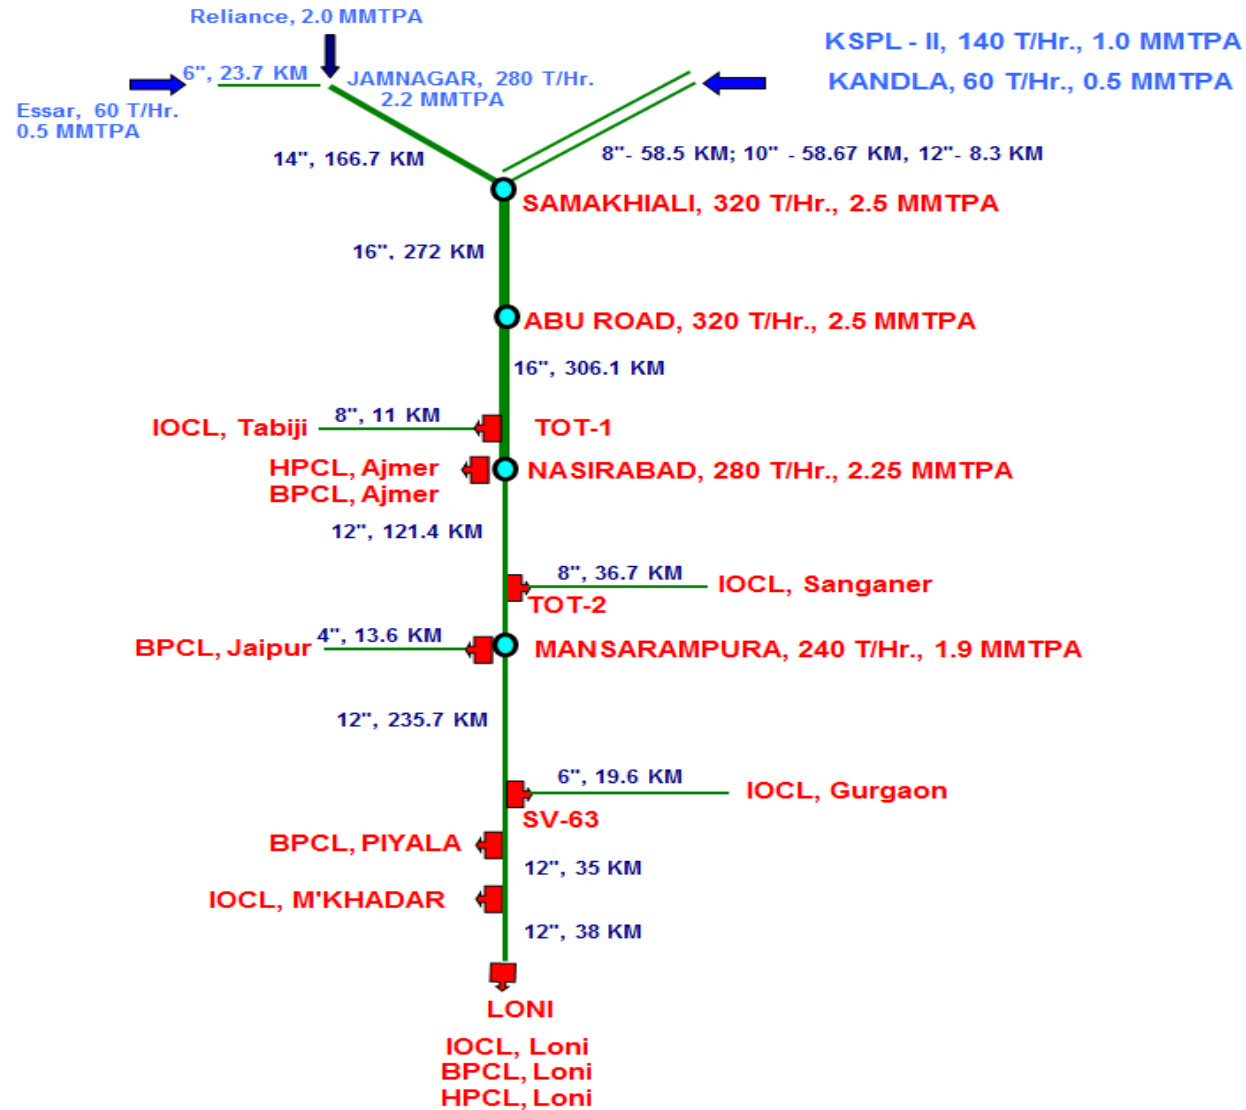 Reliance, 2.0 MMTPA
KSPL - II, 140 T/Hr., 1.0 MMTPA
6", 23.7 KM
JAMNAGAR, 280 T/Hr.
2.2 MMTPA
KANDLA, 60 T/Hr., 0.5 MMTPA
Essar, 60 T/Hr.
0.5 MMTPA
14", 166.7 KM
8"- 58.5 KM; 10" - 58.67 KM, 12"- 8.3 KM
SAMAKHIALI, 320 T/Hr., 2.5 MMTPA
16", 272 KM
ABU ROAD, 320 T/Hr., 2.5 MMTPA
16", 306.1 KM
8", 11 KM
IOCL, Tabiji
TOT-1
HPCL, Ajmer
BPCL, Ajmer
NASIRABAD, 280 T/Hr., 2.25 MMTPA
12", 121.4 KM
8", 36.7 KM
IOCL, Sanganer
TOT-2
4", 13.6 KM
BPCL, Jaipur
MANSARAMPURA, 240 T/Hr., 1.9 MMTPA
12", 235.7 KM
6", 19.6 KM
IOCL, Gurgaon
SV-63
BPCL, PIYALA
12", 35 KM
IOCL, M'KHADAR
12", 38 KM
LONI
IOCL, Loni
BPCL, Loni
HPCL, Loni